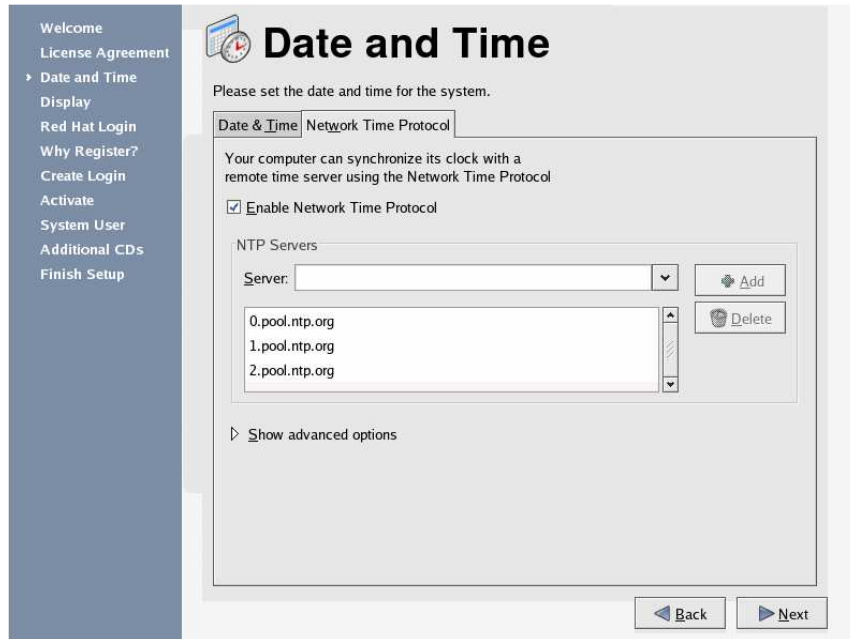 Welcome
License Agreement
Date and Time
Display
Red Hat Login
Why Register?
Create Login
Activate
System User
Additional CDs
Finish Setup
Date and Time
Please set the date and time for the system.
Date & Time
Network Time Protocol
Your computer can synchronize its clock with a
remote time server using the Network Time Protocol
Enable Network Time Protocol
NTP Servers
Server:
Add
Delete
0.pool.ntp.org
1.pool.ntp.org
2.pool.ntp.org
Show advanced options
Back
Next